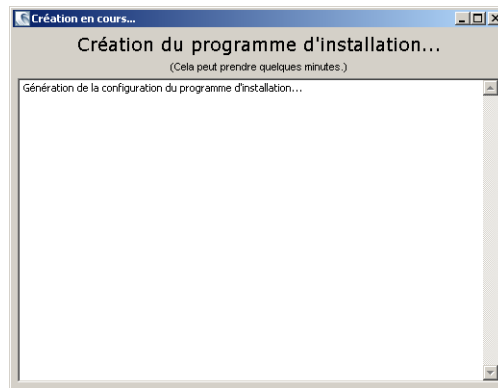 Création en cours...
Création du programme d'installation...
(Cela peut prendre quelques minutes.)
Génération de la configuration du programme d'installation...